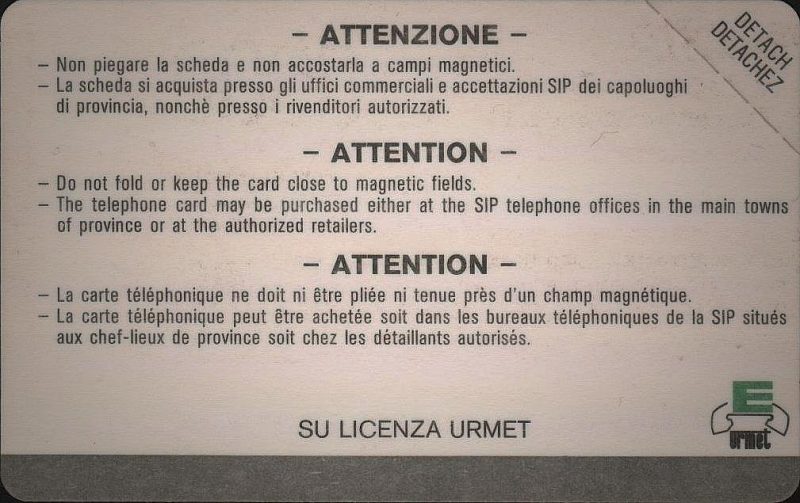 – ATTENZIONE –
DETACH
DETACHEZ
– Non piegare la scheda e non accostarla a campi magnetici.
– La scheda si acquista presso gli uffici commerciali e accettazioni SIP dei capoluoghi
di provincia, nonchè presso i rivenditori autorizzati.
– ATTENTION –
– Do not fold or keep the card close to magnetic fields.
– The telephone card may be purchased either at the SIP telephone offices in the main towns
of province or at the authorized retailers.
– ATTENTION –
– La carte téléphonique ne doit ni être pliée ni tenue près d'un champ magnétique.
– La carte téléphonique peut être achetée soit dans les bureaux téléphoniques de la SIP situés
aux chef-lieux de province soit chez les détaillants autorisés.
SU LICENZA URMET
E
urmet